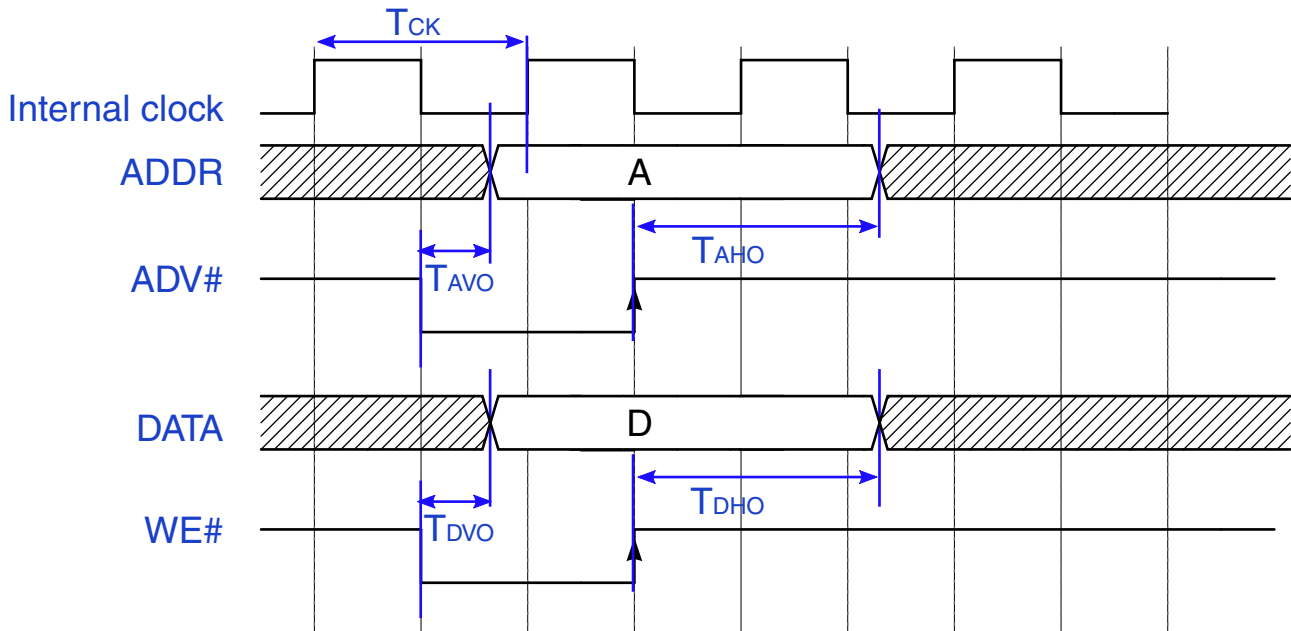 TCK
Internal clock
ADDR
A
TAVO
TAHO
ADV#
DATA
D
TDVO
TDHO
WE#